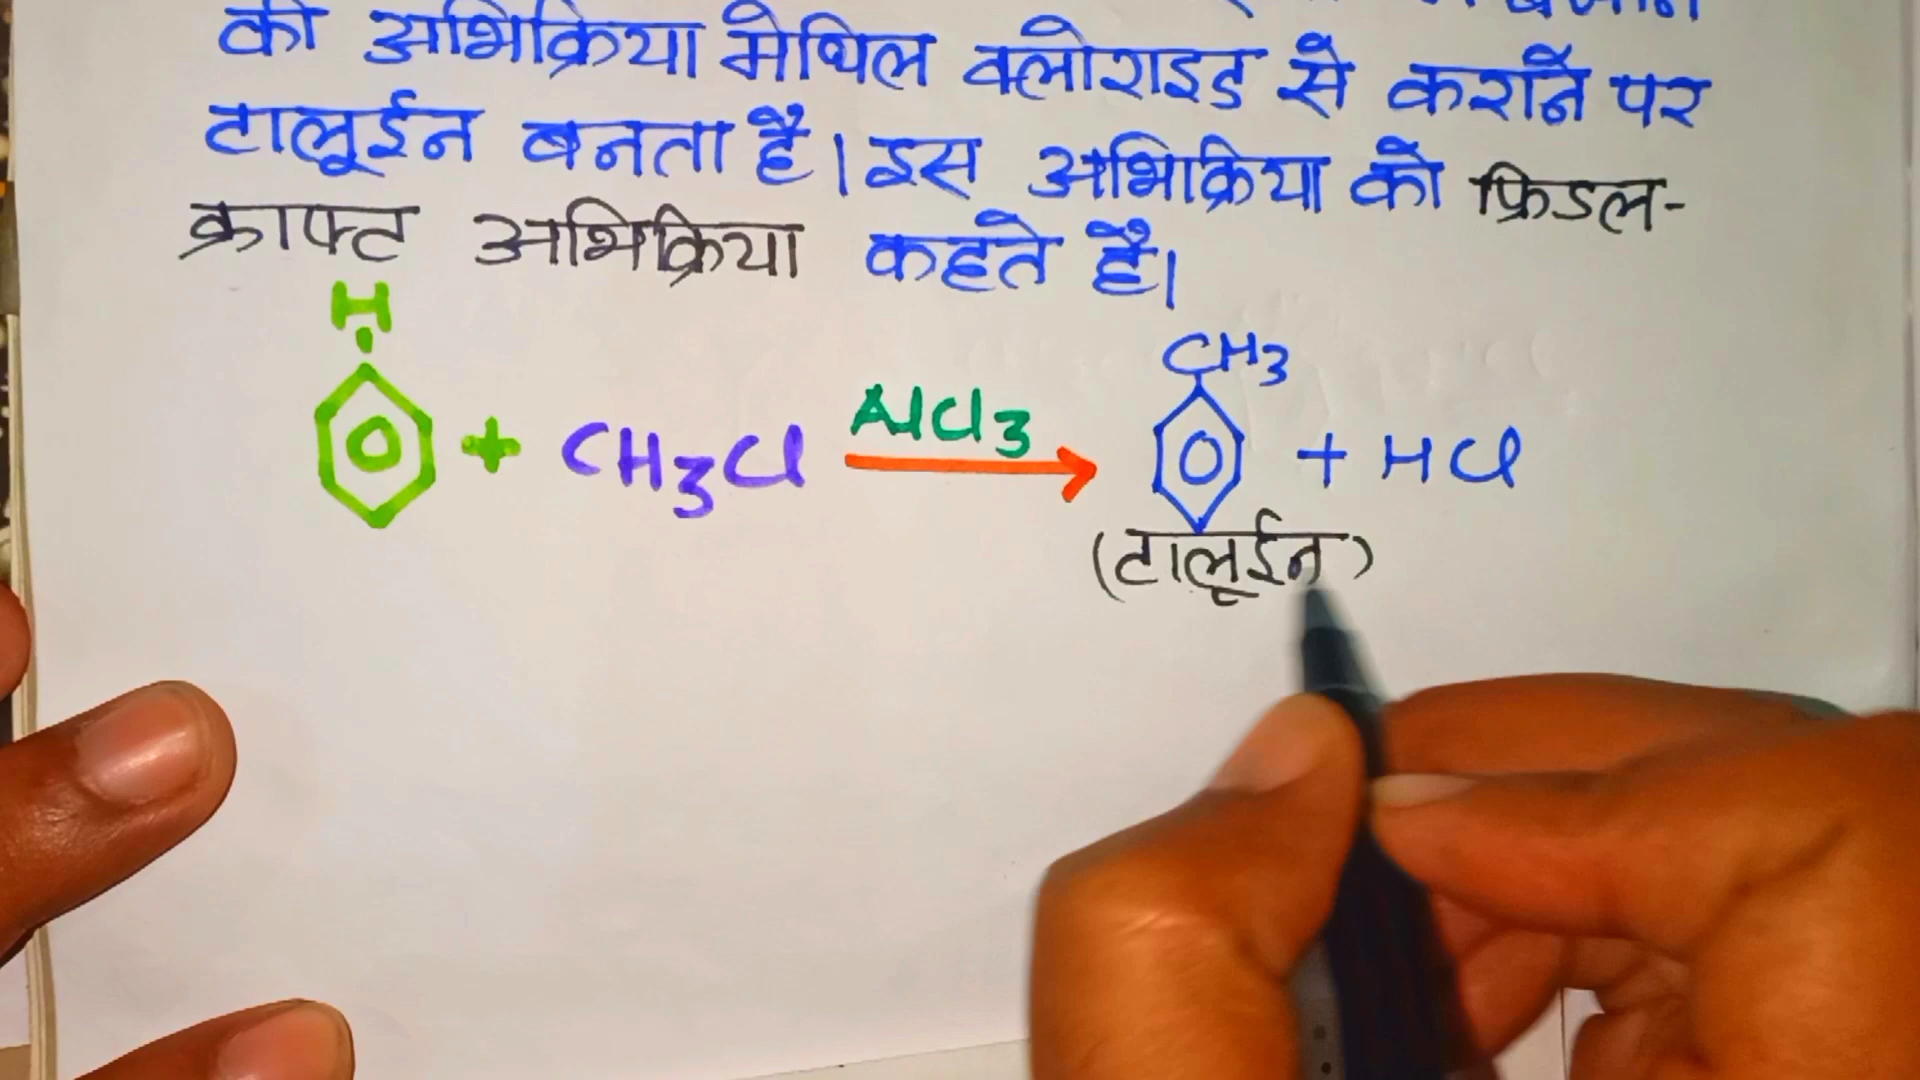 की अभिक्रिया मेथिल क्लोराइड से कराने पर
टालूईन बनता है। इस अभिक्रिया को फ्रिडल-
क्राफ्ट अभिक्रिया कहते है।
H
CH3
+ CH3Cl AlCl3 + HCl
(टालूईन)